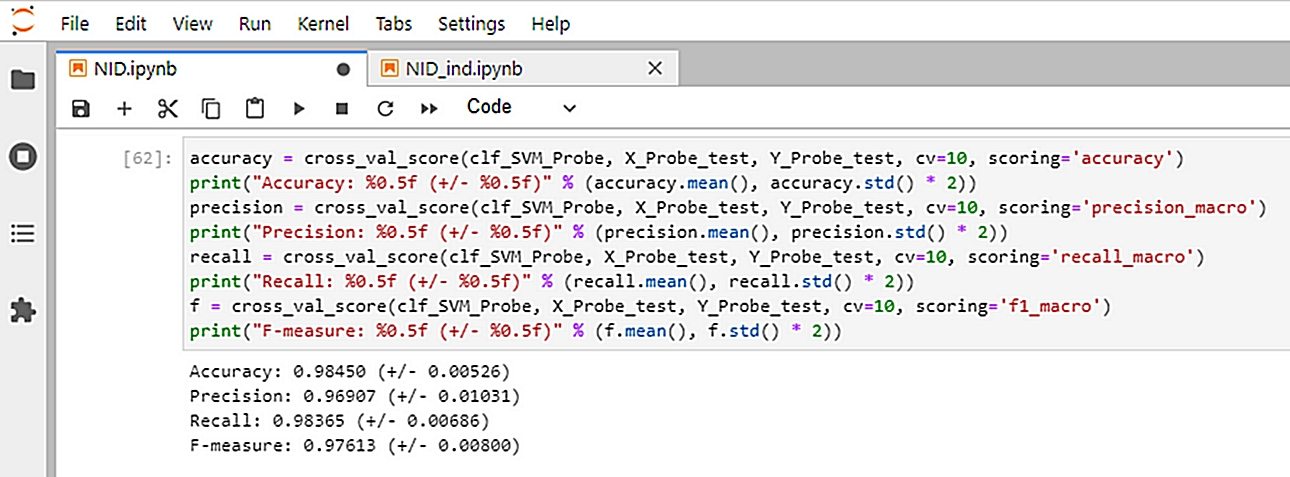 File Edit View Run Kernel Tabs Settings Help
NID.ipynb NID_ind.ipynb
Code
[62]: accuracy = cross_val_score(clf_SVM_Probe, X_Probe_test, Y_Probe_test, cv=10, scoring='accuracy')
print("Accuracy: %0.5f (+/- %0.5f)" % (accuracy.mean(), accuracy.std() * 2))
precision = cross_val_score(clf_SVM_Probe, X_Probe_test, Y_Probe_test, cv=10, scoring='precision_macro')
print("Precision: %0.5f (+/- %0.5f)" % (precision.mean(), precision.std() * 2))
recall = cross_val_score(clf_SVM_Probe, X_Probe_test, Y_Probe_test, cv=10, scoring='recall_macro')
print("Recall: %0.5f (+/- %0.5f)" % (recall.mean(), recall.std() * 2))
f = cross_val_score(clf_SVM_Probe, X_Probe_test, Y_Probe_test, cv=10, scoring='f1_macro')
print("F-measure: %0.5f (+/- %0.5f)" % (f.mean(), f.std() * 2))
Accuracy: 0.98450 (+/- 0.00526)
Precision: 0.96907 (+/- 0.01031)
Recall: 0.98365 (+/- 0.00686)
F-measure: 0.97613 (+/- 0.00800)